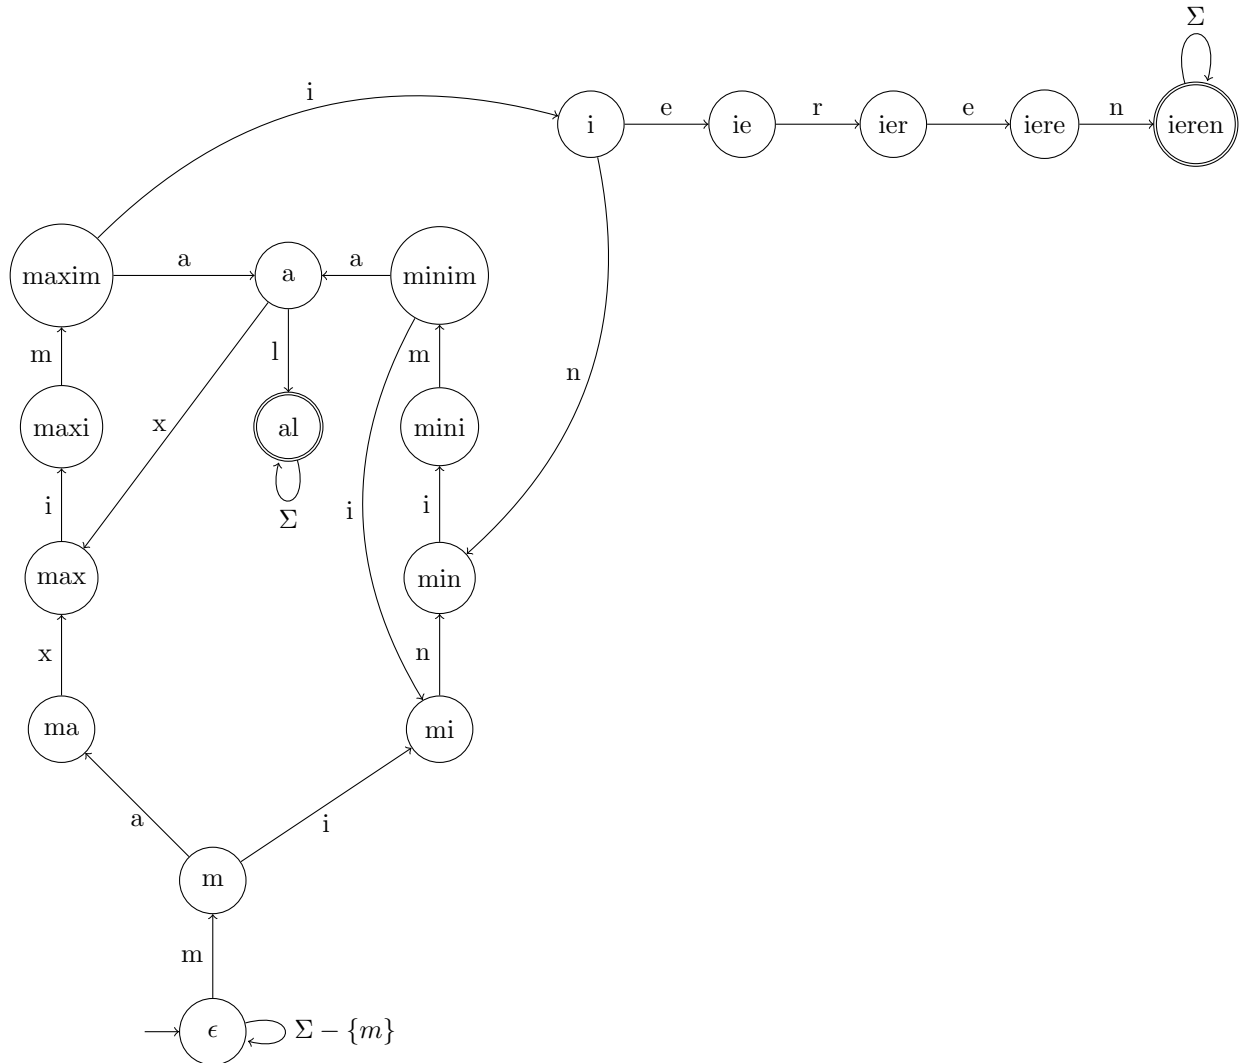 Σ
i
i
e
ie
r
ier
e
iere
n
ieren
maxim
a
a
a
minim
m
l
m
n
maxi
x
al
mini
i
Σ
i
i
max
min
x
n
ma
mi
a
i
m
m
ϵ
Σ − {m}